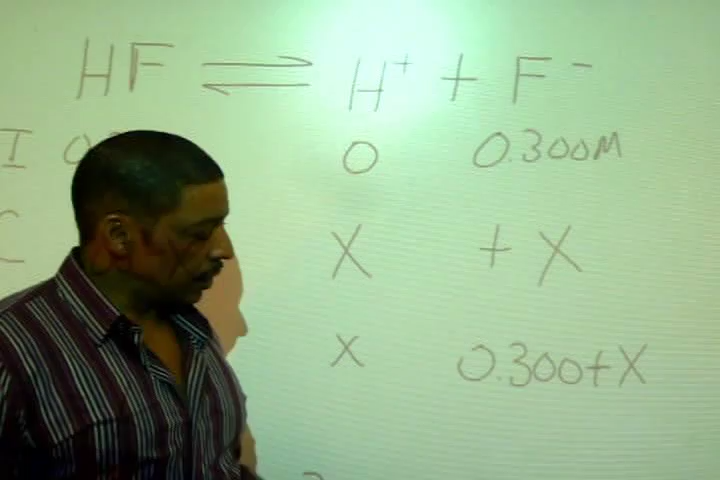 HF ⇌ H⁺ + F⁻
I 0 0.300M
C X + X
X 0.300+X